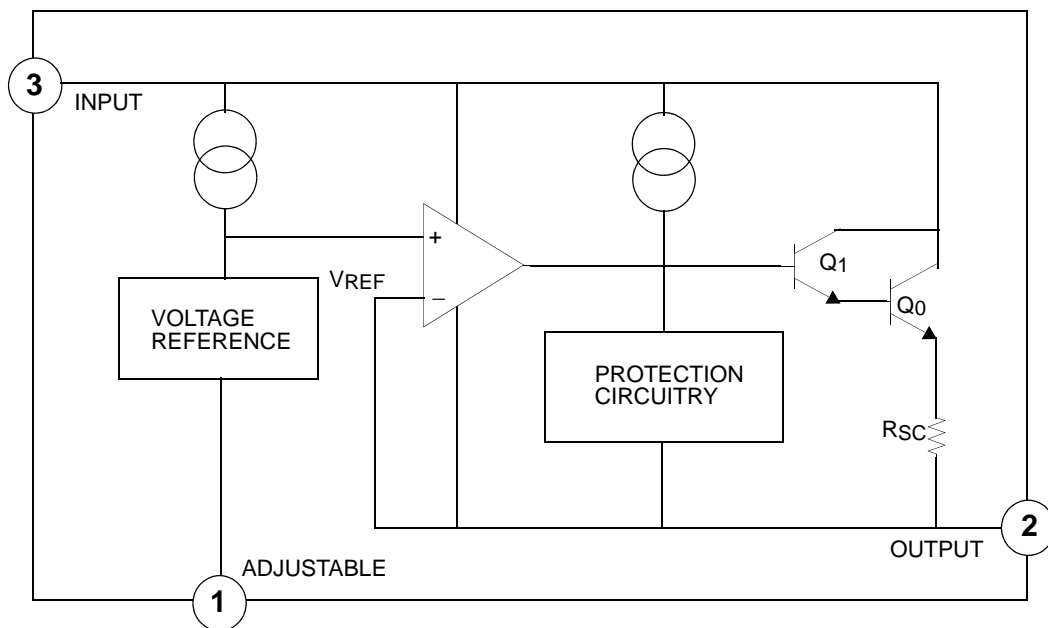 3
INPUT
+
VREF
−
VOLTAGE
REFERENCE
Q1
Q0
PROTECTION
CIRCUITRY
RSC
2
OUTPUT
ADJUSTABLE
1